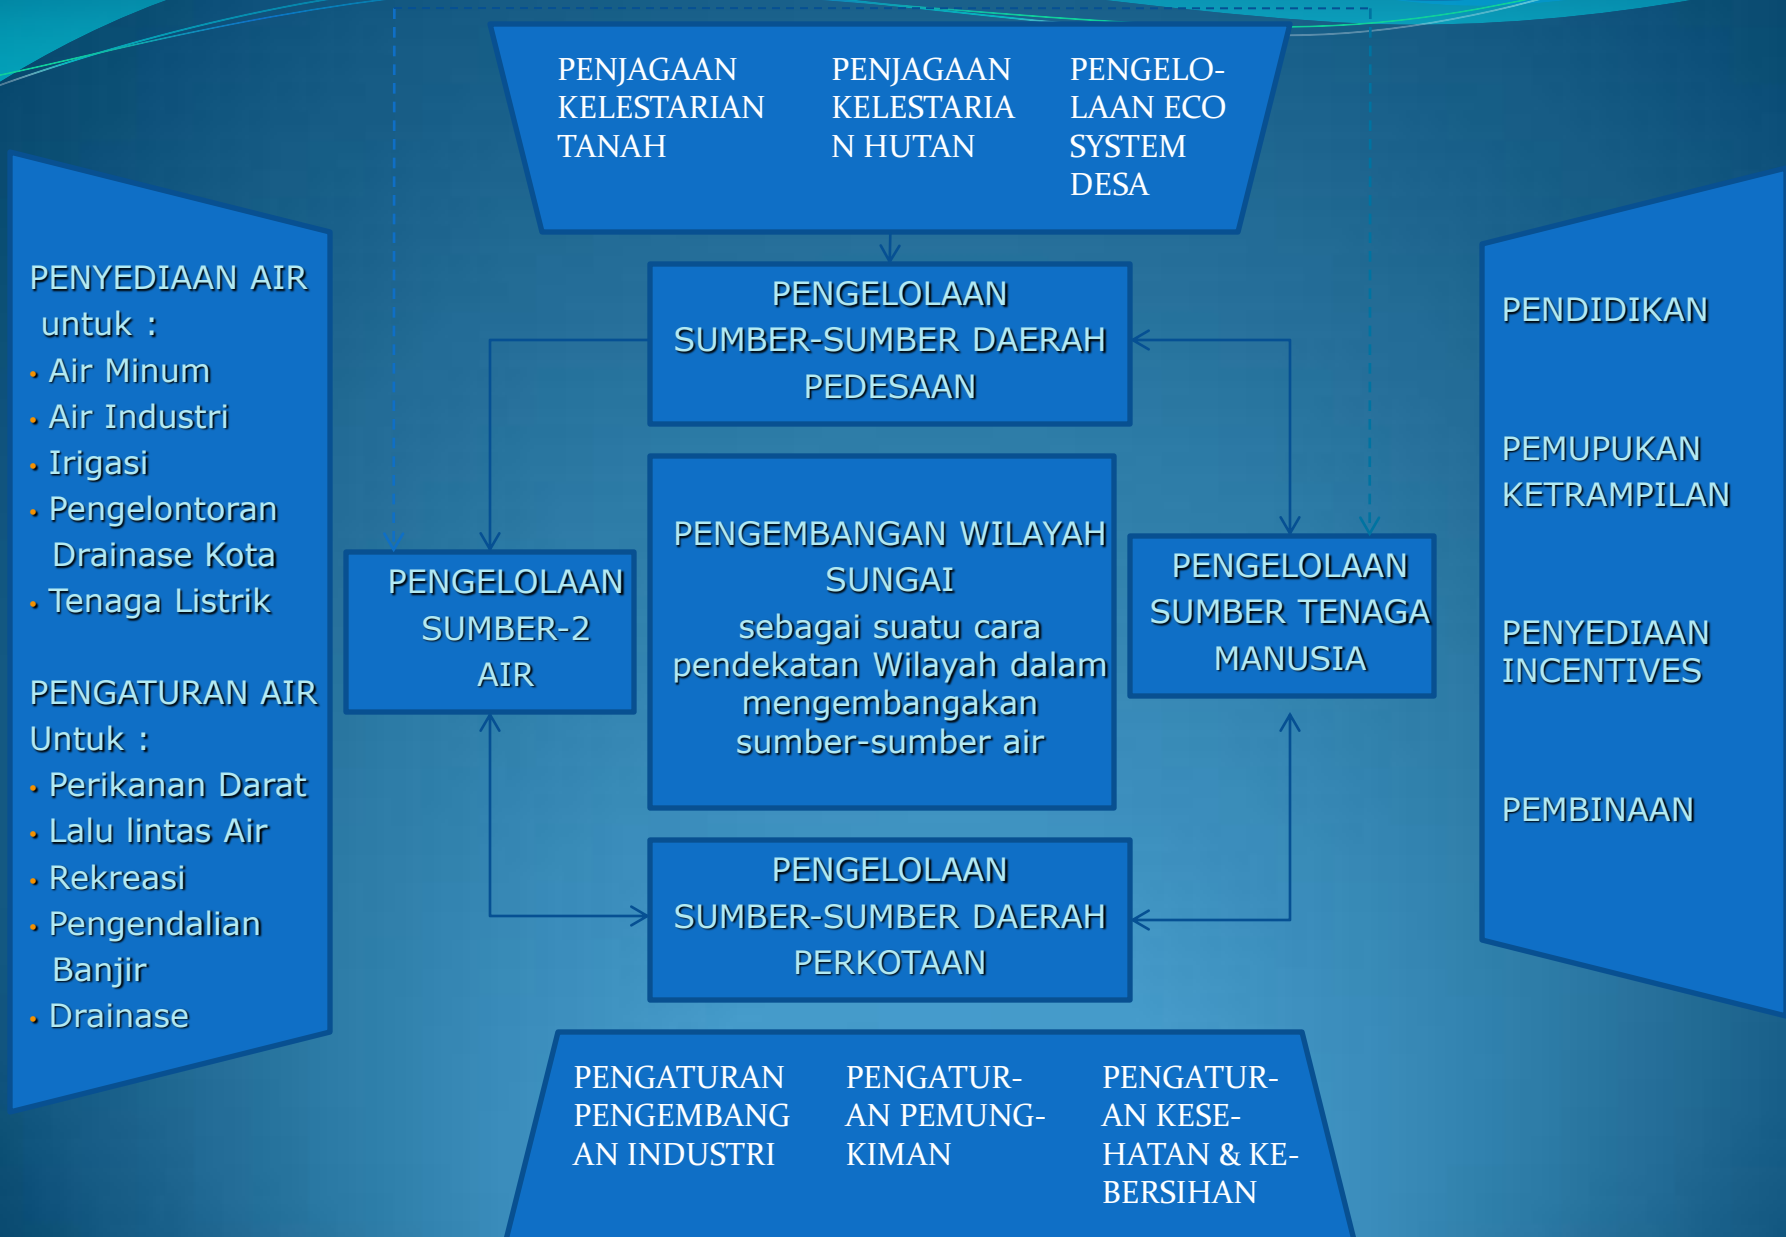 PENJAGAAN
KELESTARIAN
TANAH
PENJAGAAN
KELESTARIA
N HUTAN
PENGELO-
LAAN ECO
SYSTEM
DESA
PENYEDIAAN AIR
untuk :
• Air Minum
• Air Industri
• Irigasi
• Pengelontoran
Drainase Kota
• Tenaga Listrik
PENGATURAN AIR
Untuk :
• Perikanan Darat
• Lalu lintas Air
• Rekreasi
• Pengendalian
Banjir
• Drainase
PENGELOLAAN
SUMBER-SUMBER DAERAH
PEDESAAN
PENGELOLAAN
SUMBER-2
AIR
PENGEMBANGAN WILAYAH
SUNGAI
sebagai suatu cara
pendekatan Wilayah dalam
mengembangakan
sumber-sumber air
PENGELOLAAN
SUMBER TENAGA
MANUSIA
PENGELOLAAN
SUMBER-SUMBER DAERAH
PERKOTAAN
PENDIDIKAN
PEMUPUKAN
KETRAMPILAN
PENYEDIAAN
INCENTIVES
PEMBINAAN
PENGATURAN
PENGEMBANG
AN INDUSTRI
PENGATUR-
AN PEMUNG-
KIMAN
PENGATUR-
AN KESE-
HATAN & KE-
BERSIHAN